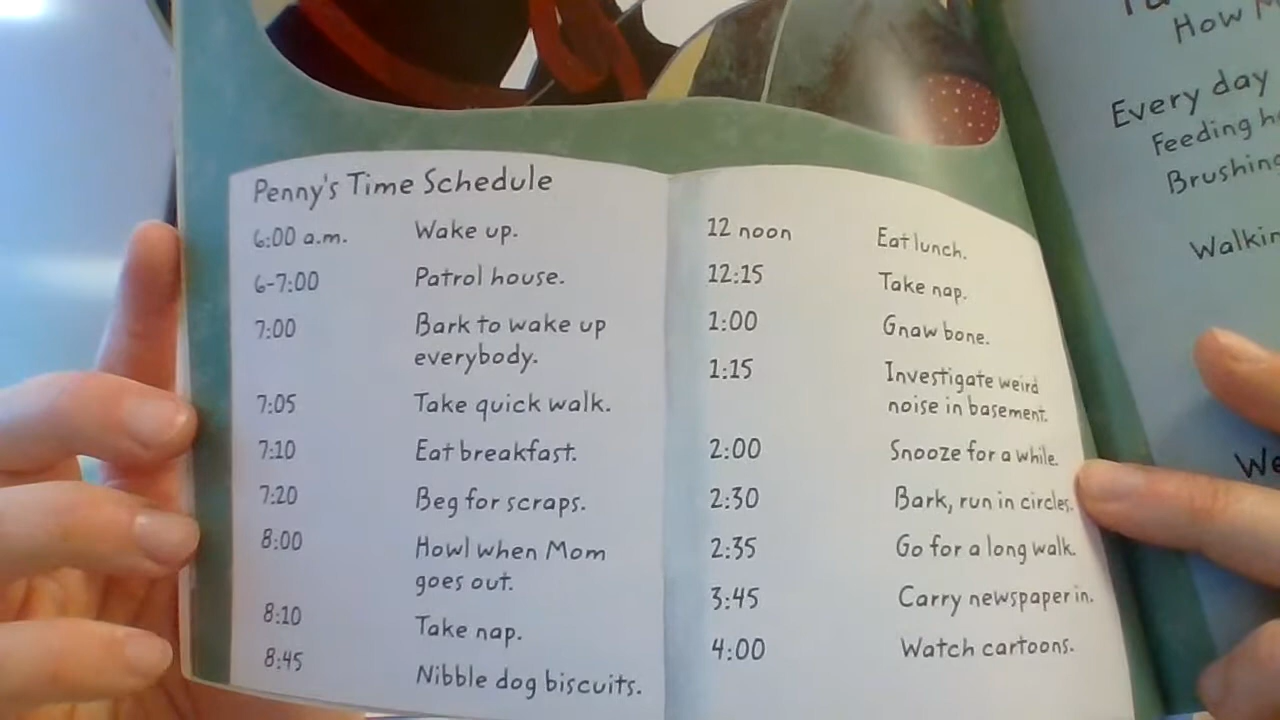 Penny's Time Schedule
6:00 a.m. Wake up.
6-7:00 Patrol house.
7:00 Bark to wake up
everybody.
7:05 Take quick walk.
7:10 Eat breakfast.
7:20 Beg for scraps.
8:00 Howl when Mom
goes out.
8:10 Take nap.
8:45 Nibble dog biscuits.
12 noon Eat lunch.
12:15 Take nap.
1:00 Gnaw bone.
1:15 Investigate weird
noise in basement.
2:00 Snooze for a while.
2:30 Bark, run in circles.
2:35 Go for a long walk.
3:45 Carry newspaper in.
4:00 Watch cartoons.
How
Every day
Feeding
Brushing